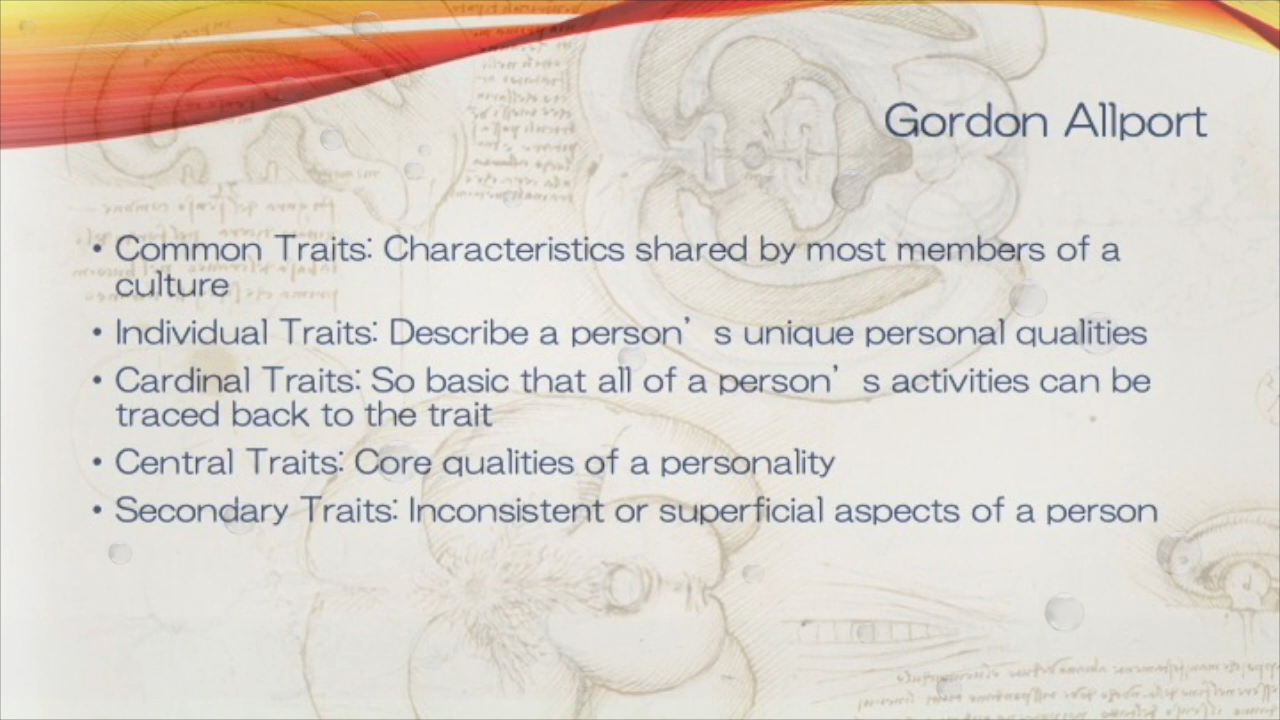 Gordon Allport
• Common Traits: Characteristics shared by most members of a
culture
• Individual Traits: Describe a person’s unique personal qualities
• Cardinal Traits: So basic that all of a person’s activities can be
traced back to the trait
• Central Traits: Core qualities of a personality
• Secondary Traits: Inconsistent or superficial aspects of a person